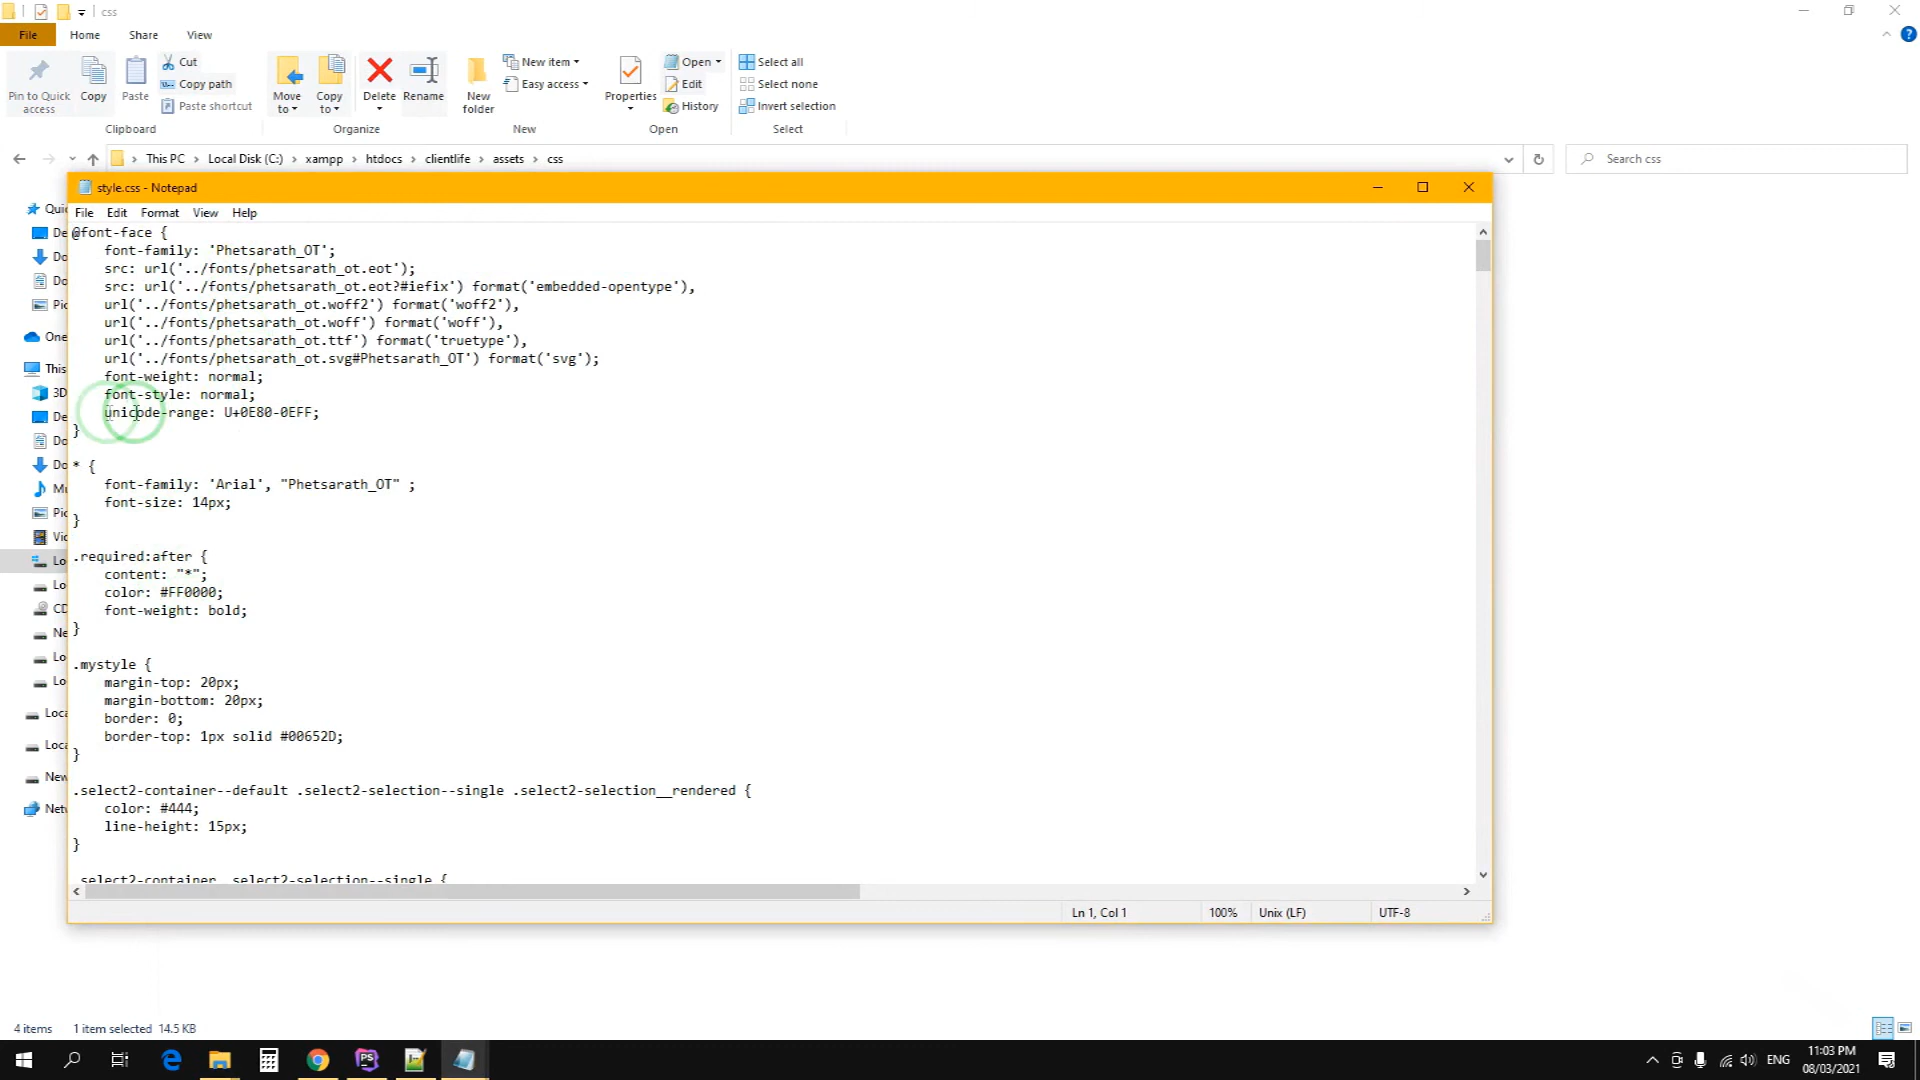 css
File Home Share View
Pin to Quick access
Copy
Paste
Cut
Copy path
Paste shortcut
Clipboard
Move to
Copy to
Delete
Rename
Organize
New folder
New item
Easy access
New
Properties
Open
Edit
History
Open
Select all
Select none
Invert selection
Select
This PC Local Disk (C:) xampp htdocs clientlife assets css
Search css
style.css - Notepad
File Edit Format View Help
@font-face {
font-family: 'Phetsarath_OT';
src: url('../fonts/phetsarath_ot.eot');
src: url('../fonts/phetsarath_ot.eot?#iefix') format('embedded-opentype'),
url('../fonts/phetsarath_ot.woff2') format('woff2'),
url('../fonts/phetsarath_ot.woff') format('woff'),
url('../fonts/phetsarath_ot.ttf') format('truetype'),
url('../fonts/phetsarath_ot.svg#Phetsarath_OT') format('svg');
font-weight: normal;
font-style: normal;
unicode-range: U+0E80-0EFF;
}
* {
font-family: 'Arial', "Phetsarath_OT" ;
font-size: 14px;
}
.required:after {
content: "*";
color: #FF0000;
font-weight: bold;
}
.mystyle {
margin-top: 20px;
margin-bottom: 20px;
border: 0;
border-top: 1px solid #00652D;
}
.select2-container--default .select2-selection--single .select2-selection__rendered {
color: #444;
line-height: 15px;
}
Ln 1, Col 1 100% Unix (LF) UTF-8
4 items 1 item selected 14.5 KB
ENG
11:03 PM
08/03/2021